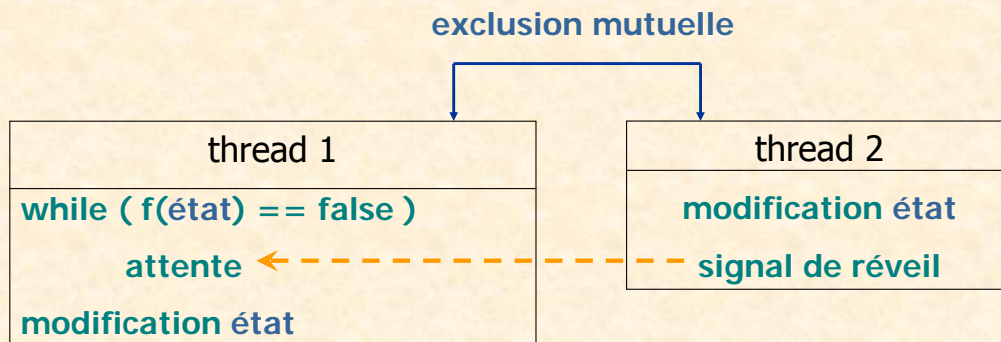 exclusion mutuelle
thread 1
while ( f(état) == false )
attente
modification état
thread 2
modification état
signal de réveil